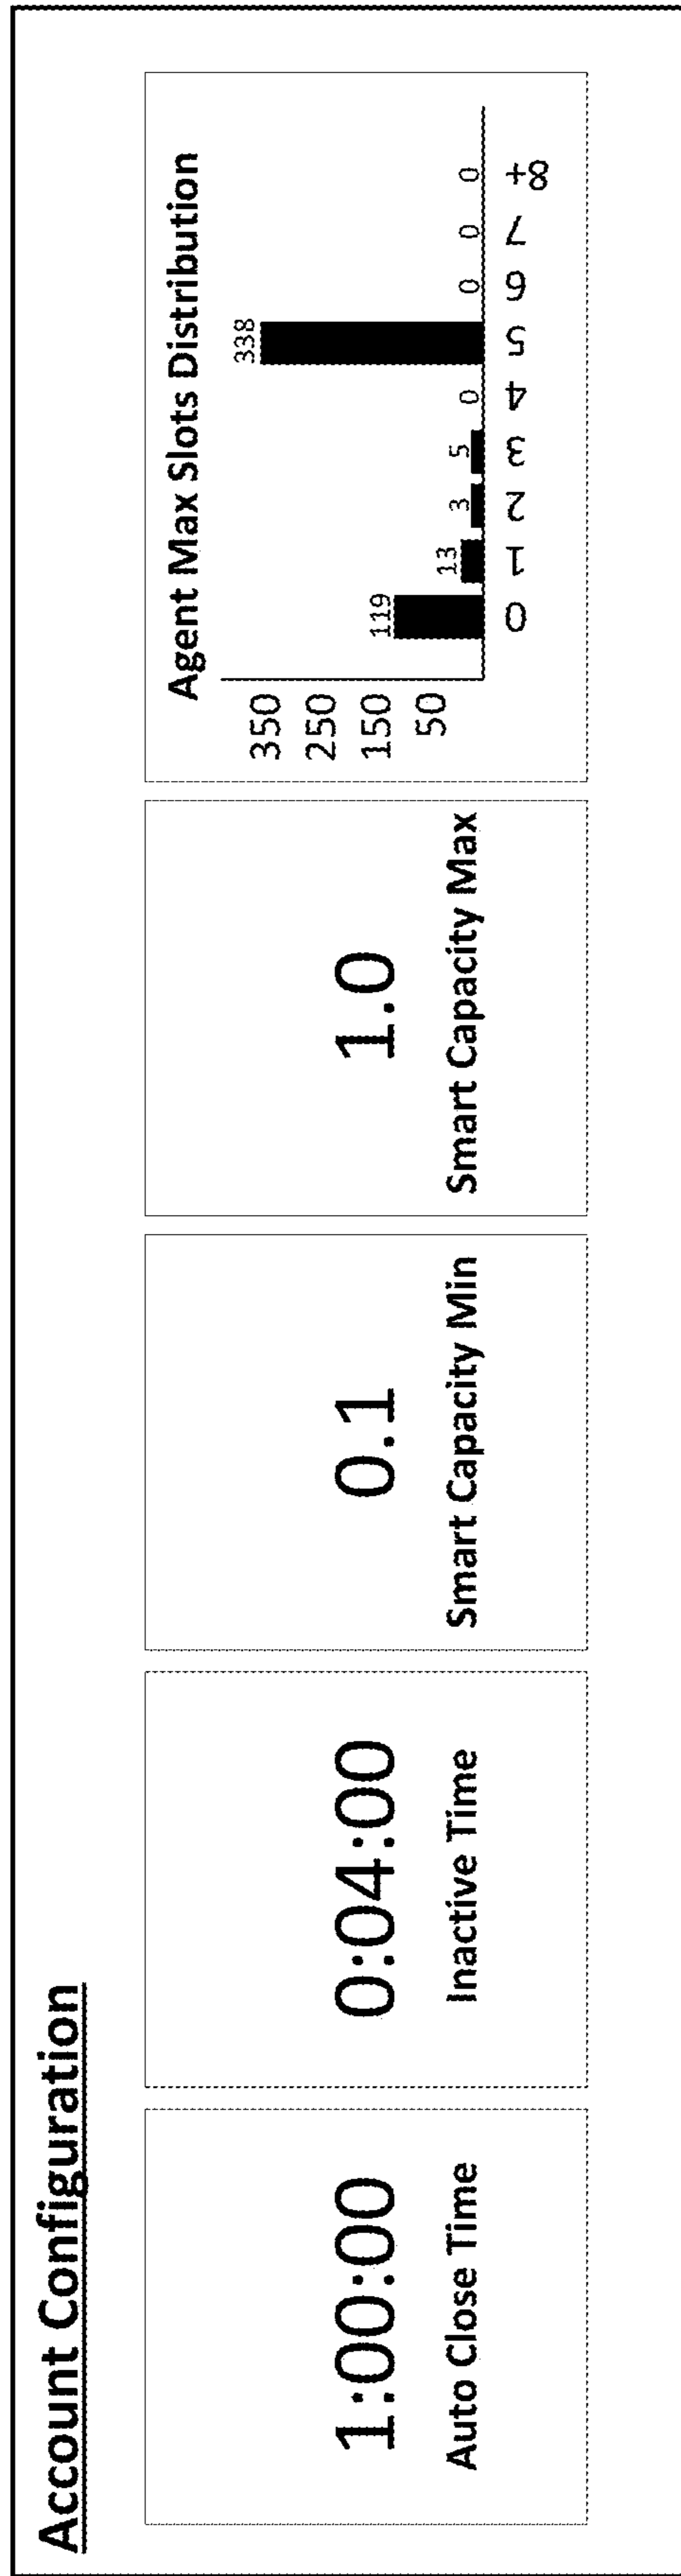 Account Configuration
1:00:00
Auto Close Time
0:04:00
Inactive Time
0.1
Smart Capacity Min
1.0
Smart Capacity Max
Agent Max Slots Distribution
350
250
150
50
119
13
3
5
0
338
0
0
0
0 1 2 3 4 5 6 7 8+